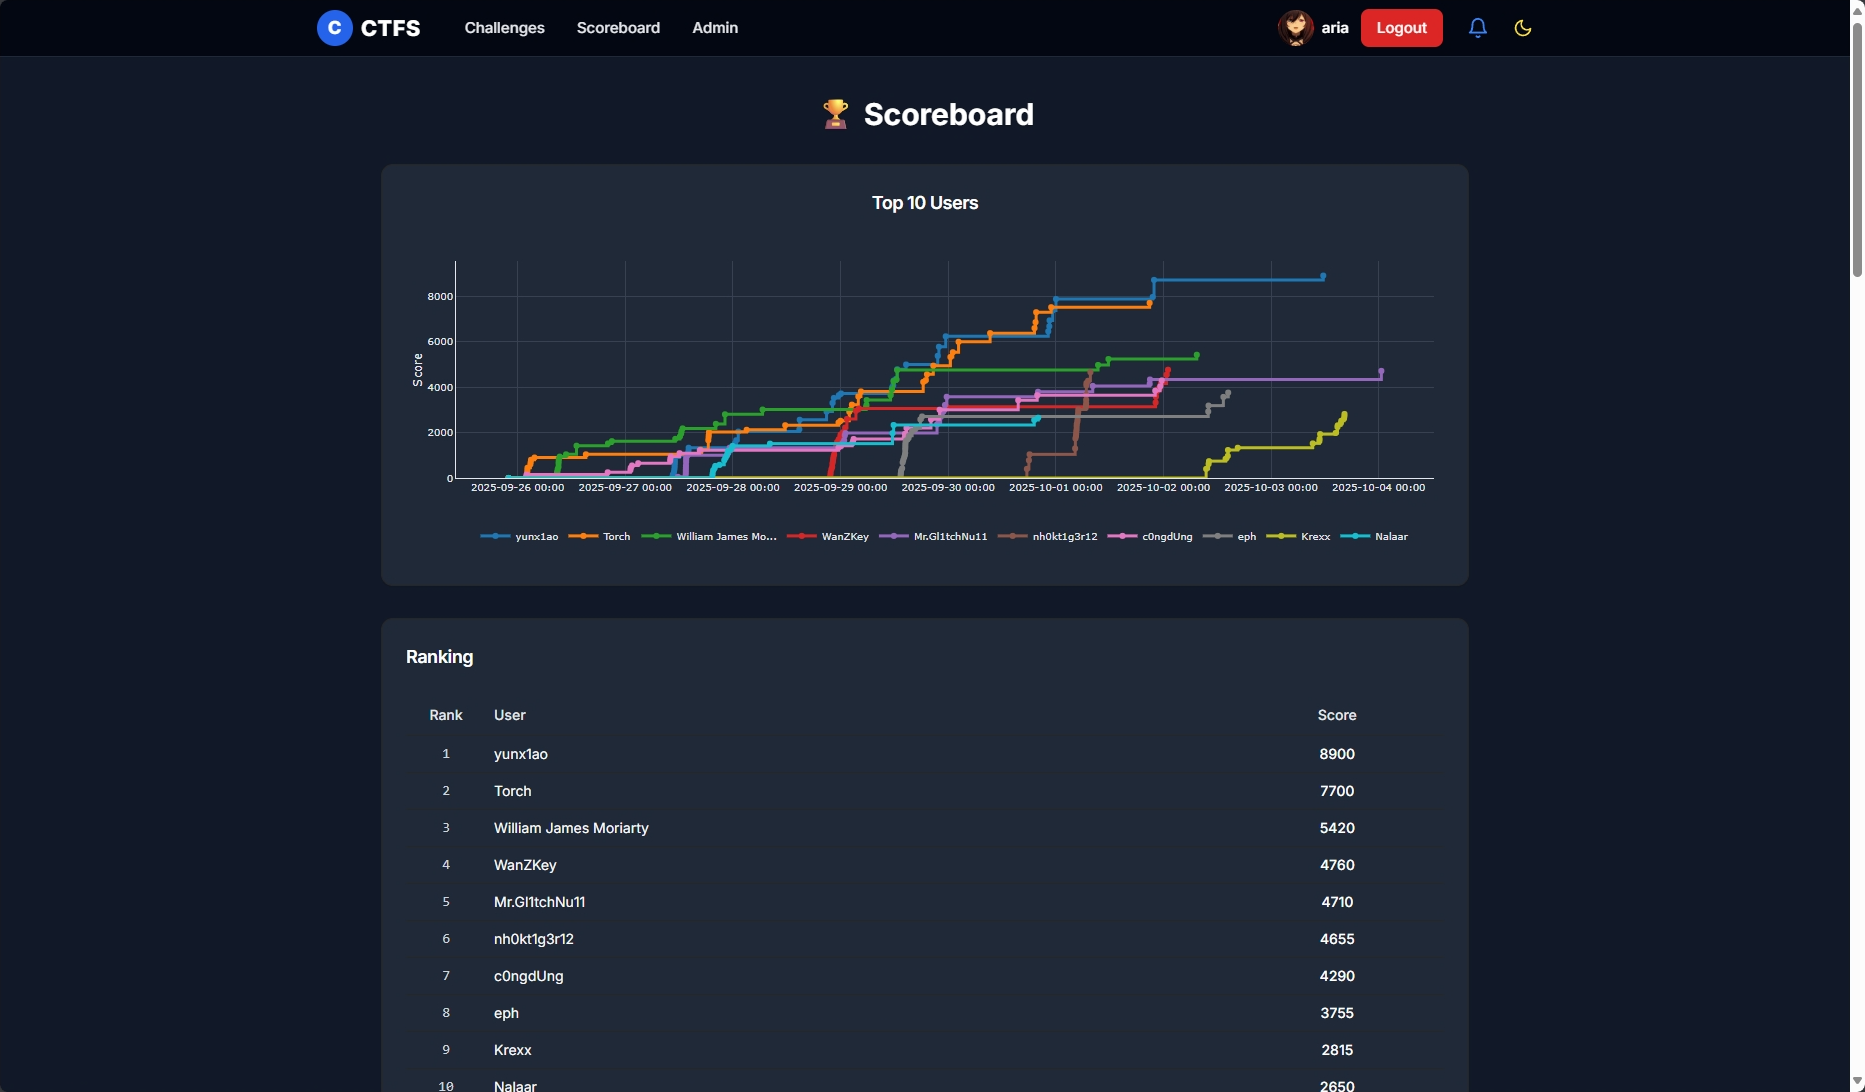 C CTFS Challenges Scoreboard Admin aria Logout
🏆 Scoreboard
Top 10 Users
8000
6000
4000
2000
0
Score
2025-09-26 00:00 2025-09-27 00:00 2025-09-28 00:00 2025-09-29 00:00 2025-09-30 00:00 2025-10-01 00:00 2025-10-02 00:00 2025-10-03 00:00 2025-10-04 00:00
yunx1ao Torch William James Mo... WanZKey Mr.Gl1tchNu11 nh0kt1g3r12 c0ngdUng eph Krexx Nalaar
Ranking
Rank User Score
1 yunx1ao 8900
2 Torch 7700
3 William James Moriarty 5420
4 WanZKey 4760
5 Mr.Gl1tchNu11 4710
6 nh0kt1g3r12 4655
7 c0ngdUng 4290
8 eph 3755
9 Krexx 2815
10 Nalaar 2650